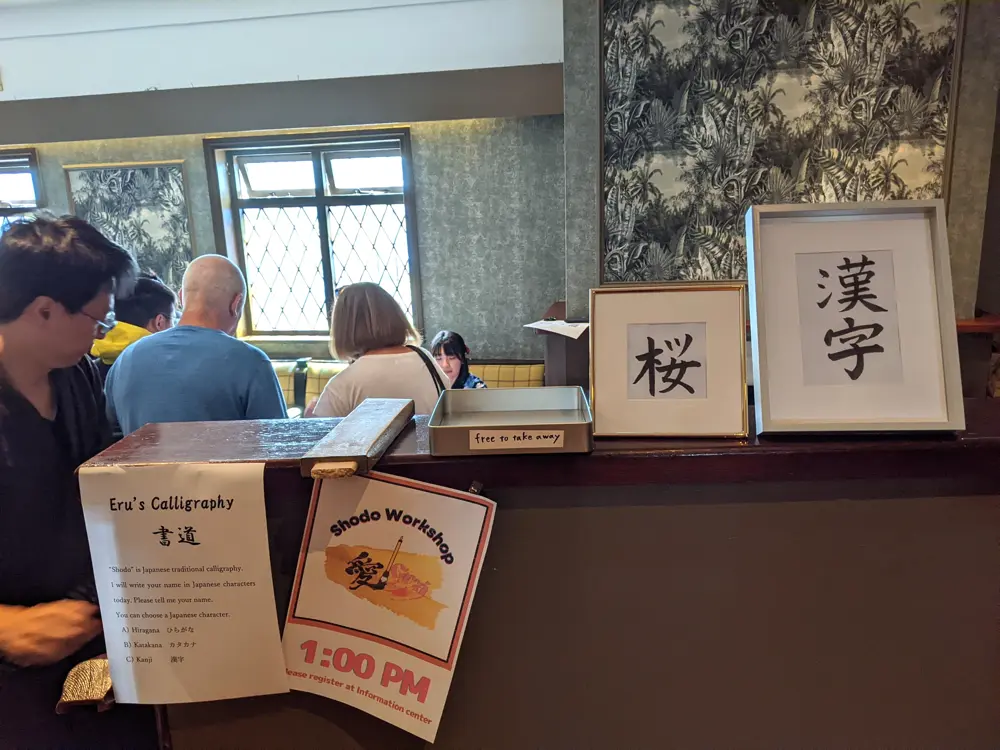 桜
漢
字
free to take away
Eru's Calligraphy
書道
"Shodo" is Japanese traditional calligraphy.
I will write your name in Japanese characters
today. Please tell me your name.
You can choose a Japanese character.
A) Hiragana ひらがな
B) Katakana カタカナ
C) Kanji 漢字
Shodo Workshop
愛
1:00 PM
Please register at Information center